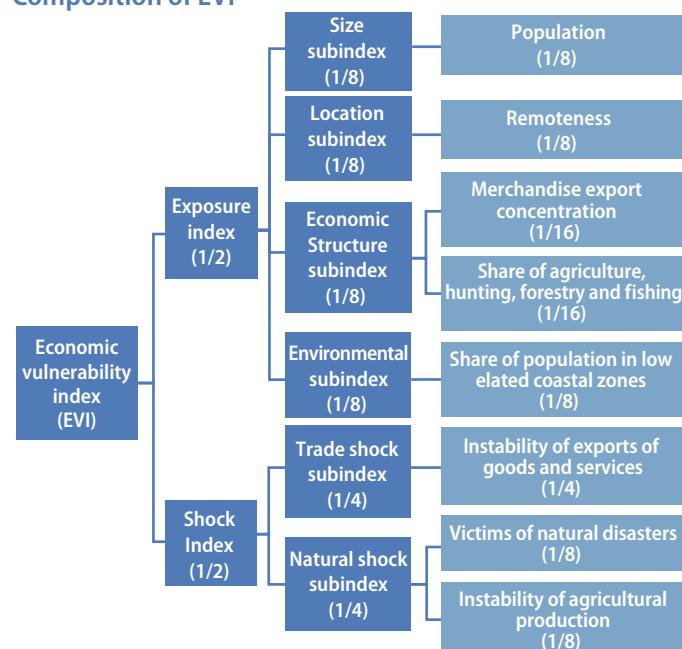 Composition of EVI
Size
subindex
(1/8)
Population
(1/8)
Location
subindex
(1/8)
Remoteness
(1/8)
Exposure
index
(1/2)
Economic
Structure
subindex
(1/8)
Merchandise export
concentration
(1/16)
Share of agriculture,
hunting, forestry and fishing
(1/16)
Economic
vulnerability
index
(EVI)
Environmental
subindex
(1/8)
Share of population in low
elated coastal zones
(1/8)
Trade shock
subindex
(1/4)
Instability of exports of
goods and services
(1/4)
Shock
Index
(1/2)
Natural shock
subindex
(1/4)
Victims of natural disasters
(1/8)
Instability of agricultural
production
(1/8)